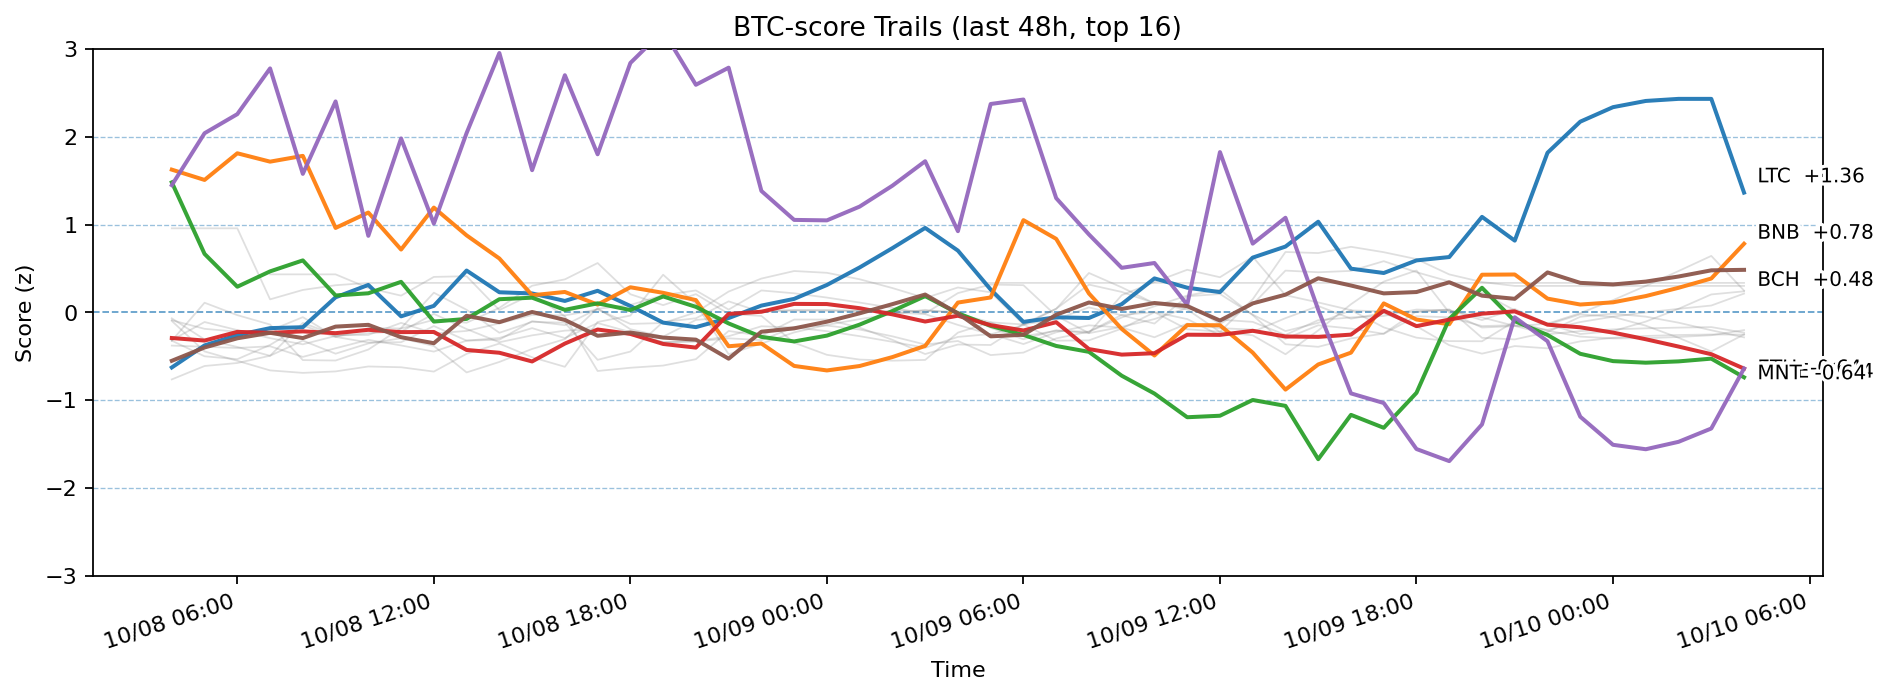 BTC-score Trails (last 48h, top 16)
Score (z)
3
2
1
0
−1
−2
−3
LTC +1.36
BNB +0.78
BCH +0.48
MNT -0.64
10/08 06:00
10/08 12:00
10/08 18:00
10/09 00:00
10/09 06:00
10/09 12:00
10/09 18:00
10/10 00:00
10/10 06:00
Time